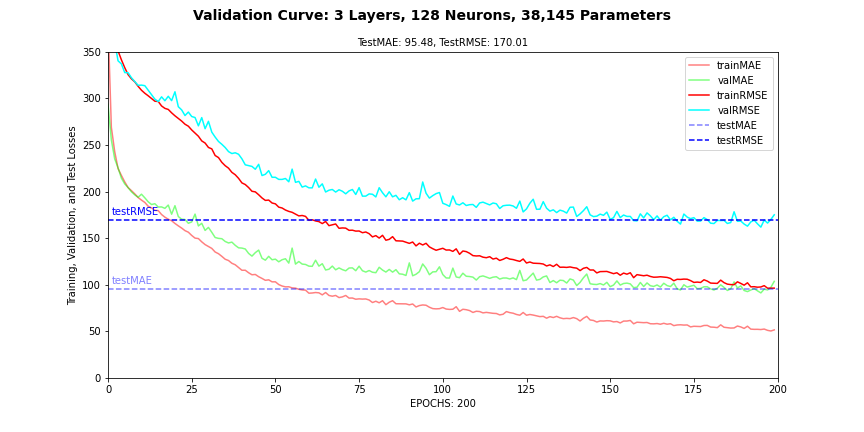 Validation Curve: 3 Layers, 128 Neurons, 38,145 Parameters
TestMAE: 95.48, TestRMSE: 170.01
Training, Validation, and Test Losses
350
300
250
200
150
100
50
0
testRMSE
testMAE
trainMAE
valMAE
trainRMSE
valRMSE
testMAE
testRMSE
0 25 50 75 100 125 150 175 200
EPOCHS: 200